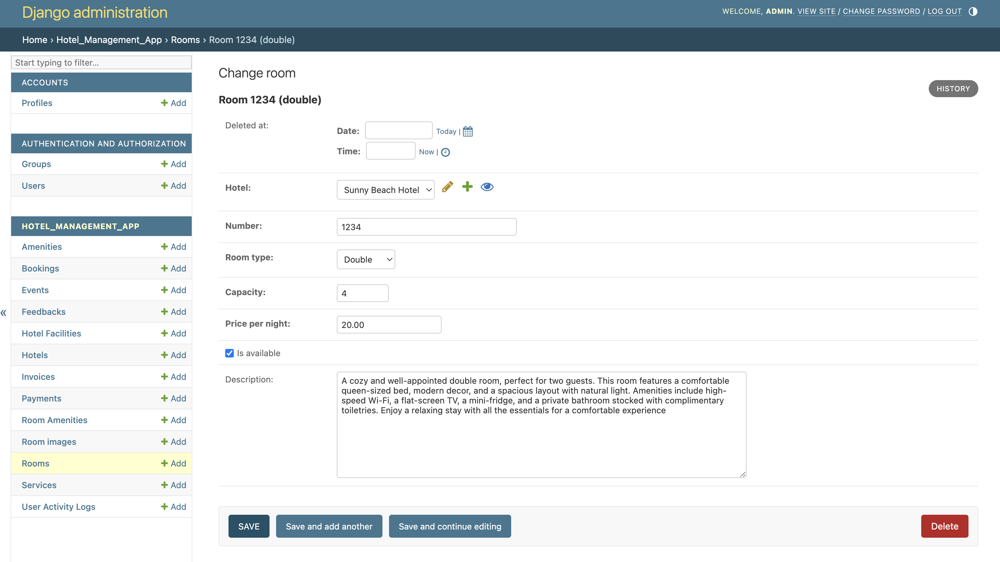 Django administration
WELCOME, ADMIN. VIEW SITE / CHANGE PASSWORD / LOG OUT
Home › Hotel_Management_App › Rooms › Room 1234 (double)
Start typing to filter...
ACCOUNTS
Profiles Add
AUTHENTICATION AND AUTHORIZATION
Groups Add
Users Add
HOTEL_MANAGEMENT_APP
Amenities Add
Bookings Add
Events Add
Feedbacks Add
Hotel Facilities Add
Hotels Add
Invoices Add
Payments Add
Room Amenities Add
Room images Add
Rooms Add
Services Add
User Activity Logs Add
«
Change room
HISTORY
Room 1234 (double)
Deleted at:
Date: Today |
Time: Now |
Hotel: Sunny Beach Hotel
Number: 1234
Room type: Double
Capacity: 4
Price per night: 20.00
Is available
Description:
A cozy and well-appointed double room, perfect for two guests. This room features a comfortable
queen-sized bed, modern decor, and a spacious layout with natural light. Amenities include high-
speed Wi-Fi, a flat-screen TV, a mini-fridge, and a private bathroom stocked with complimentary
toiletries. Enjoy a relaxing stay with all the essentials for a comfortable experience
SAVE Save and add another Save and continue editing Delete